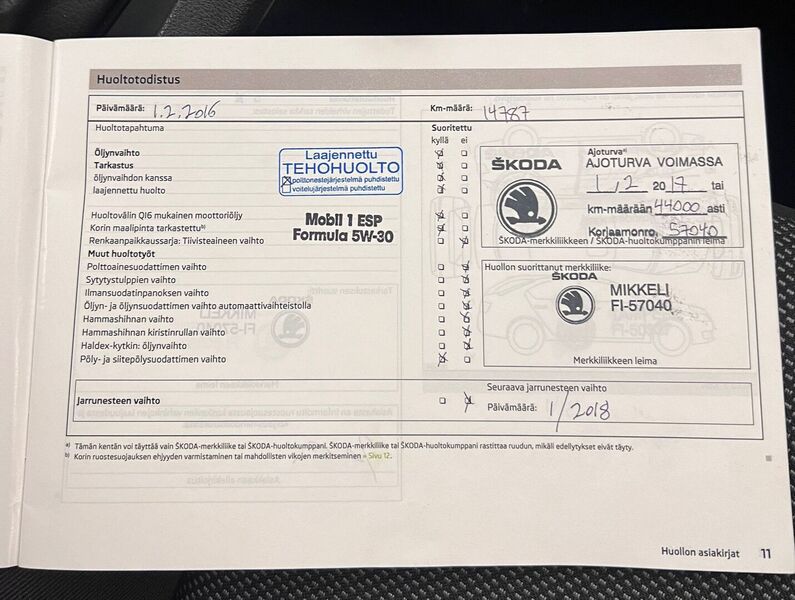 Huoltotodistus
Päivämäärä: 1.2.2016 Km-määrä: 14787
Huoltotapahtuma Suoritettu
kyllä ei
Öljynvaihto
Tarkastus
öljynvaihdon kanssa
laajennettu huolto
Laajennettu
TEHOHUOLTO
polttonestejärjestelmä puhdistettu
voitelujärjestelmä puhdistettu
Huoltovälin QI6 mukainen moottoriöljy
Korin maalipinta tarkastettu b)
Renkaanpaikkaussarja: Tiivisteaineen vaihto
Mobil 1 ESP
Formula 5W-30
Muut huoltotyöt
Polttoainesuodattimen vaihto
Sytytystulppien vaihto
Ilmansuodatinpanoksen vaihto
Öljyn- ja öljynsuodattimen vaihto automaattivaihteistolla
Hammashihnan vaihto
Hammashihnan kiristinrullan vaihto
Haldex-kytkin: öljynvaihto
Pöly- ja siitepölysuodattimen vaihto
ŠKODA
Ajoturva a)
AJOTURVA VOIMASSA
1,2 2017 tai
km-määrään 44000 asti
Korjaamonro. 57040
ŠKODA-merkkiliikkeen / ŠKODA-huoltokumppanin leima
Huollon suorittanut merkkiliike:
ŠKODA
MIKKELI
FI-57040
Merkkiliikkeen leima
Jarrunesteen vaihto
Seuraava jarrunesteen vaihto
Päivämäärä: 1/2018
a) Tämän kentän voi täyttää vain ŠKODA-merkkiliike tai ŠKODA-huoltokumppani. ŠKODA-merkkiliike tai ŠKODA-huoltokumppani rastittaa ruudun, mikäli edellytykset eivät täyty.
b) Korin ruostesuojauksen ehjyyden varmistaminen tai mahdollisten vikojen merkitseminen » Sivu 12.
Huollon asiakirjat 11